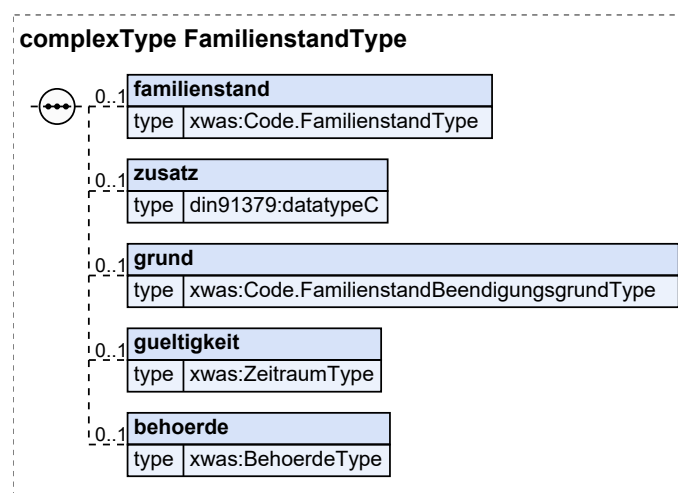 complexType FamilienstandType
0..1 familienstand
type xwas:Code.FamilienstandType
0..1 zusatz
type din91379:datatypeC
0..1 grund
type xwas:Code.FamilienstandBeendigungsgrundType
0..1 gueltigkeit
type xwas:ZeitraumType
0..1 behoerde
type xwas:BehoerdeType